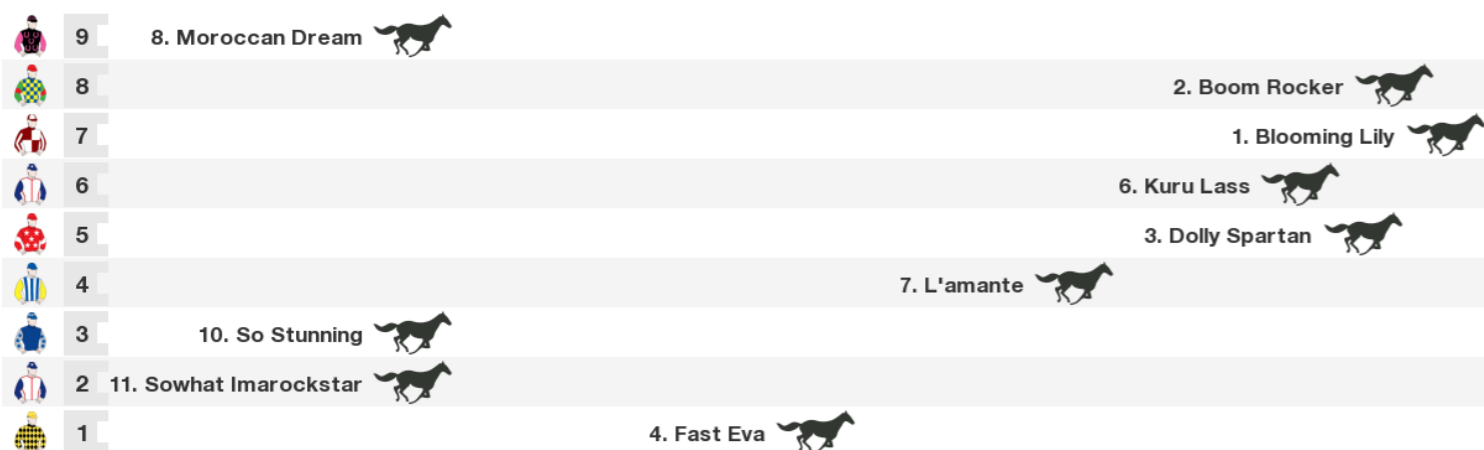 9 8. Moroccan Dream
8 2. Boom Rocker
7 1. Blooming Lily
6 6. Kuru Lass
5 3. Dolly Spartan
4 7. L'amante
3 10. So Stunning
2 11. Sowhat Imarockstar
1 4. Fast Eva